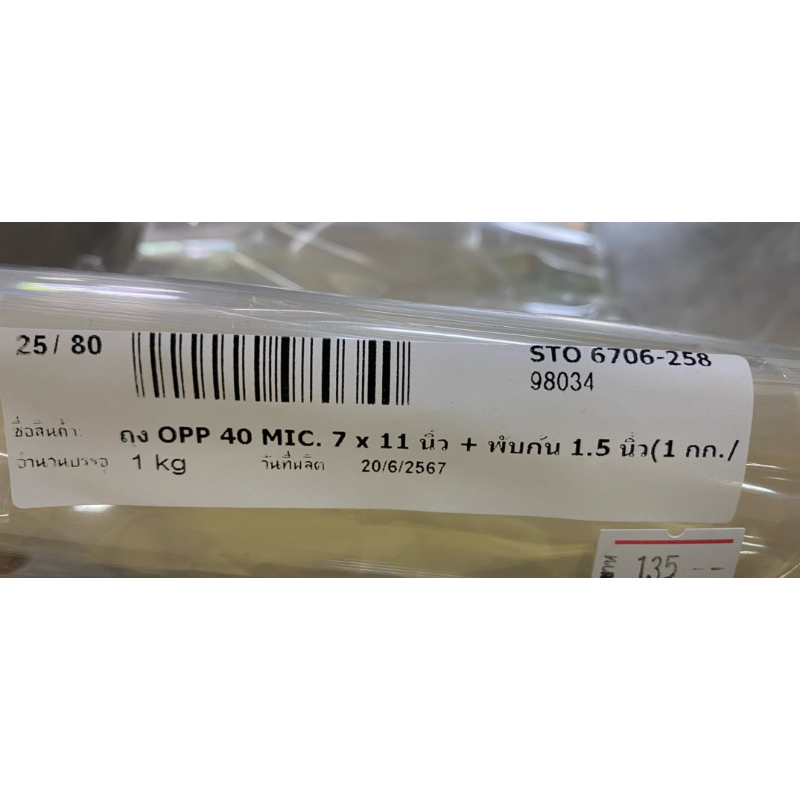 25/ 80
STO 6706-258
98034
ชื่อสินค้า: ถุง OPP 40 MIC. 7 x 11 นิ้ว + พับก้น 1.5 นิ้ว(1 กก./
จำนวนบรรจุ 1 kg วันที่ผลิต 20/6/2567
135 --